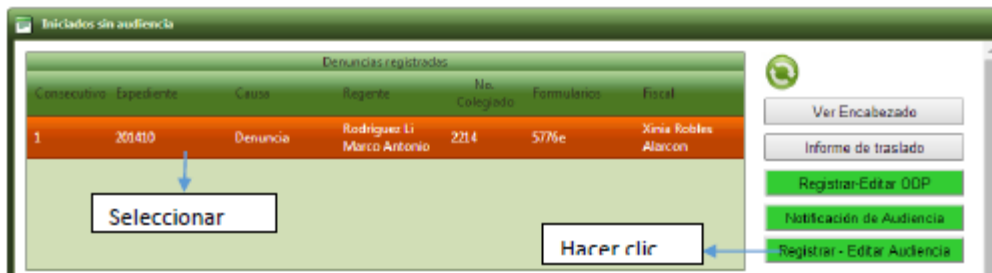 Iniciados sin audiencia
Denuncias registradas
Consecutivo Expediente Causa Regente No. Colegiado Formularios Fiscal
1 201410 Denuncia Rodriguez Li Marco Antonio 2214 5776e Xinia Robles Alarcon
Ver Encabezado
Informe de traslado
Registrar-Editar ODP
Notificación de Audiencia
Registrar - Editar Audiencia
Seleccionar
Hacer clic